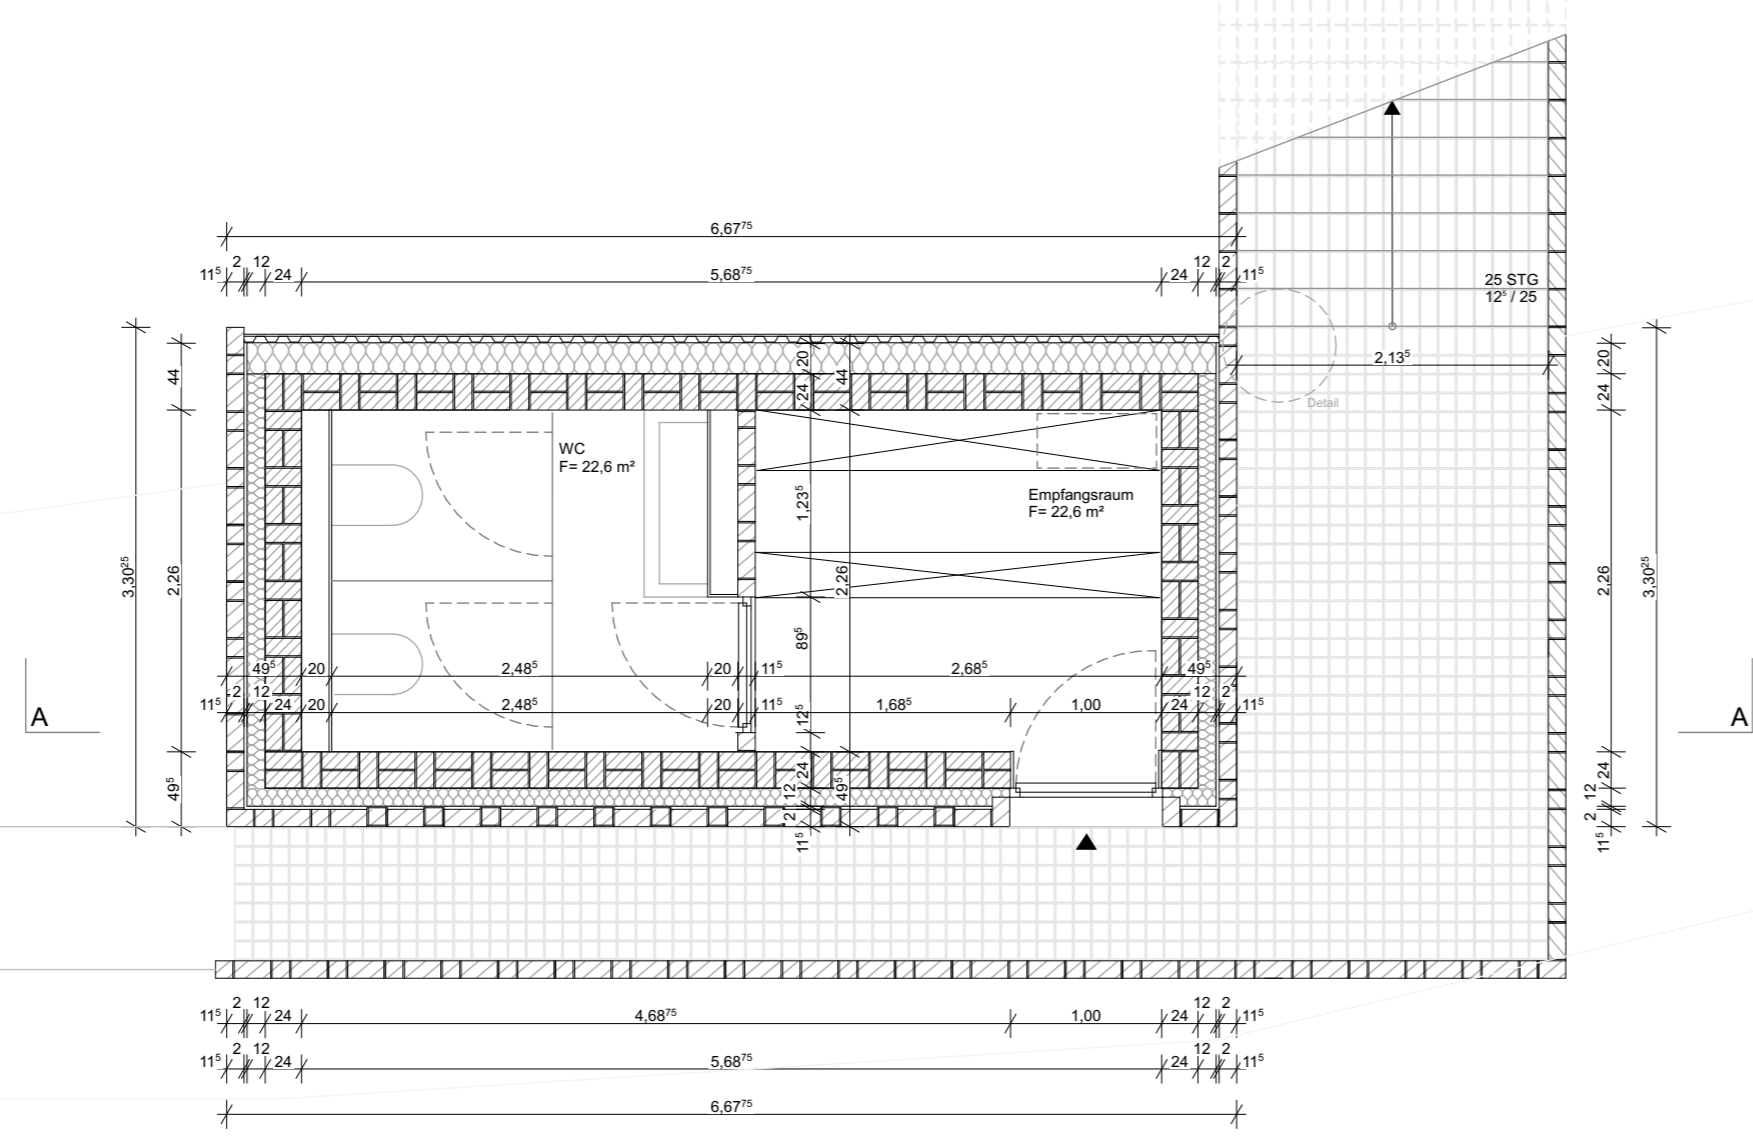 25 STG
12⁵ / 25
6,67⁷⁵
11⁵ 2 12 24 5,68⁷⁵ 24 12 2 11⁵
2,13⁵
Detail
44
2,26
49⁵
3,30²⁵
20
24
44
1,23⁵
2,26
89⁵
12⁵
24
12
2
11⁵
49⁵
WC
F= 22,6 m²
Empfangsraum
F= 22,6 m²
49⁵ 20 2,48⁵ 20 11⁵ 2,68⁵ 49⁵
11⁵ 2 12 24 20 2,48⁵ 20 11⁵ 1,68⁵ 1,00 24 12 2 11⁵
20
24
2,26
24
12
2
11⁵
3,30²⁵
A
A
11⁵ 2 12 24 4,68⁷⁵ 1,00 24 12 2 11⁵
11⁵ 2 12 24 5,68⁷⁵ 24 12 2 11⁵
6,67⁷⁵